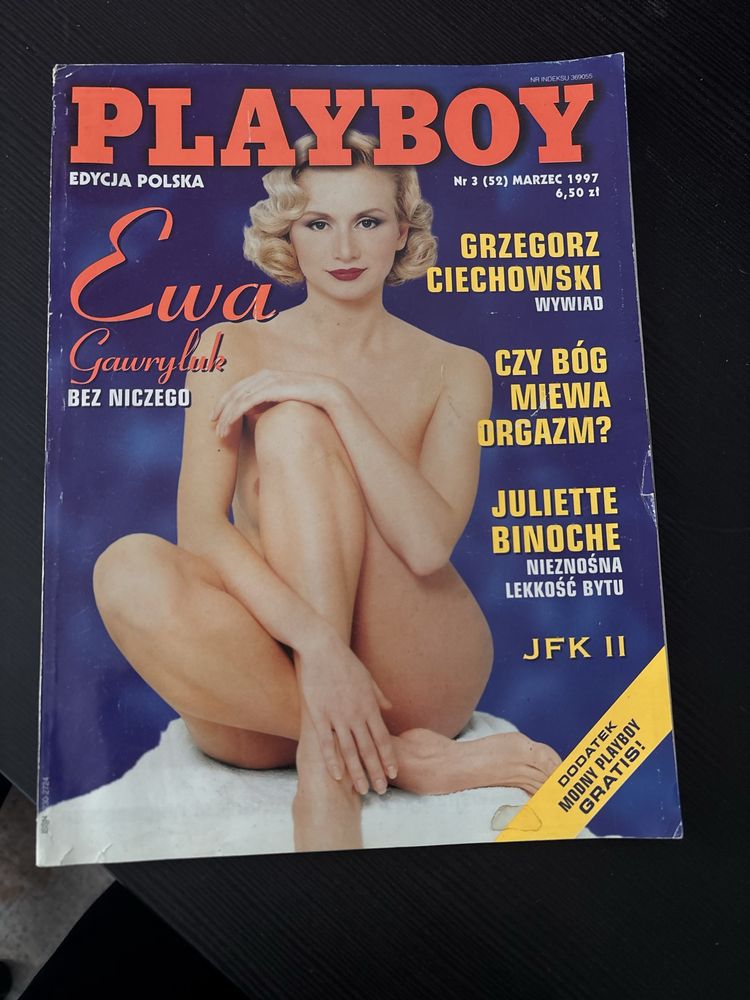 NR INDEKSU 369055
PLAYBOY
EDYCJA POLSKA
Nr 3 (52) MARZEC 1997
6,50 zł
Ewa
Gawryluk
BEZ NICZEGO
GRZEGORZ
CIECHOWSKI
WYWIAD
CZY BÓG
MIEWA
ORGAZM?
JULIETTE
BINOCHE
NIEZNOŚNA
LEKKOŚĆ BYTU
JFK II
DODATEK
MODNY PLAYBOY
GRATIS!